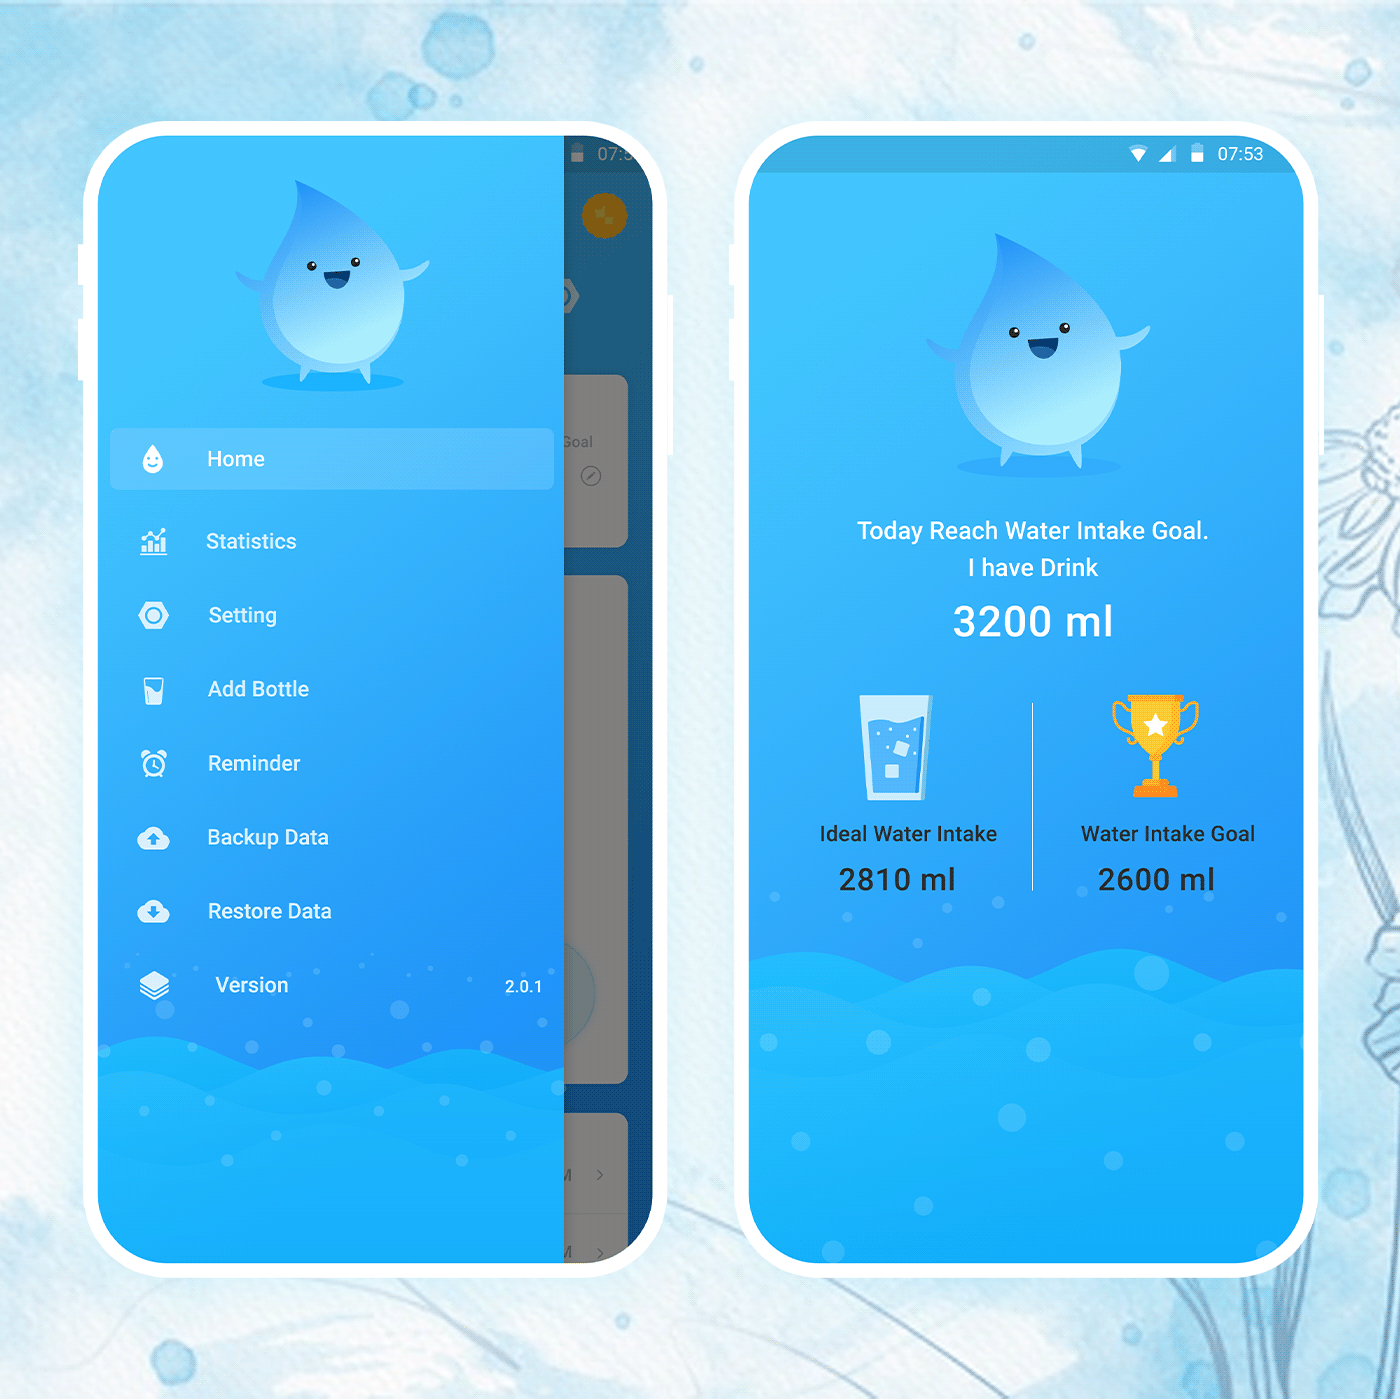 07:5
Goal
Home
Statistics
Setting
Add Bottle
Reminder
Backup Data
Restore Data
Version 2.0.1
M
M
07:53
Today Reach Water Intake Goal.
I have Drink
3200 ml
Ideal Water Intake
2810 ml
Water Intake Goal
2600 ml